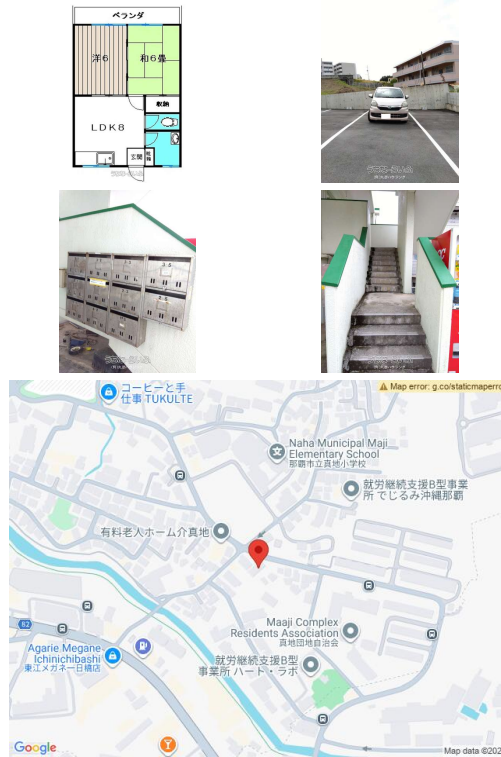 ベランダ
洋6
和6畳
収納
LDK8
玄関
コーヒーと手
仕事 TUKULTE
Map error: g.co/staticmaperro
Naha Municipal Maji
Elementary School
那覇市立真地小学校
就労継続支援B型事業
所 でじるみ沖縄那覇
有料老人ホーム介真地
Maaji Complex
Residents Association
真地団地自治会
82
Agarie Megane
Ichinichibashi
東江メガネ一日橋店
就労継続支援B型
事業所 ハート・ラボ
Google
Map data ©202